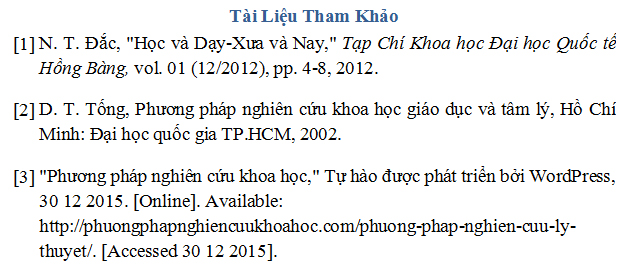 Tài Liệu Tham Khảo
[1] N. T. Đắc, "Học và Dạy-Xưa và Nay," Tạp Chí Khoa học Đại học Quốc tế
Hồng Bàng, vol. 01 (12/2012), pp. 4-8, 2012.
[2] D. T. Tống, Phương pháp nghiên cứu khoa học giáo dục và tâm lý, Hồ Chí
Minh: Đại học quốc gia TP.HCM, 2002.
[3] "Phương pháp nghiên cứu khoa học," Tự hào được phát triển bởi WordPress,
30 12 2015. [Online]. Available:
http://phuongphapnghiencuukhoahoc.com/phuong-phap-nghien-cuu-ly-
thuyet/. [Accessed 30 12 2015].